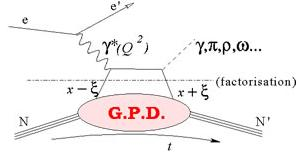 e'
e
γ*(Q²)
γ,π,ρ,ω...
(factorisation)
x−ξ
x+ξ
G.P.D.
N
N'
t